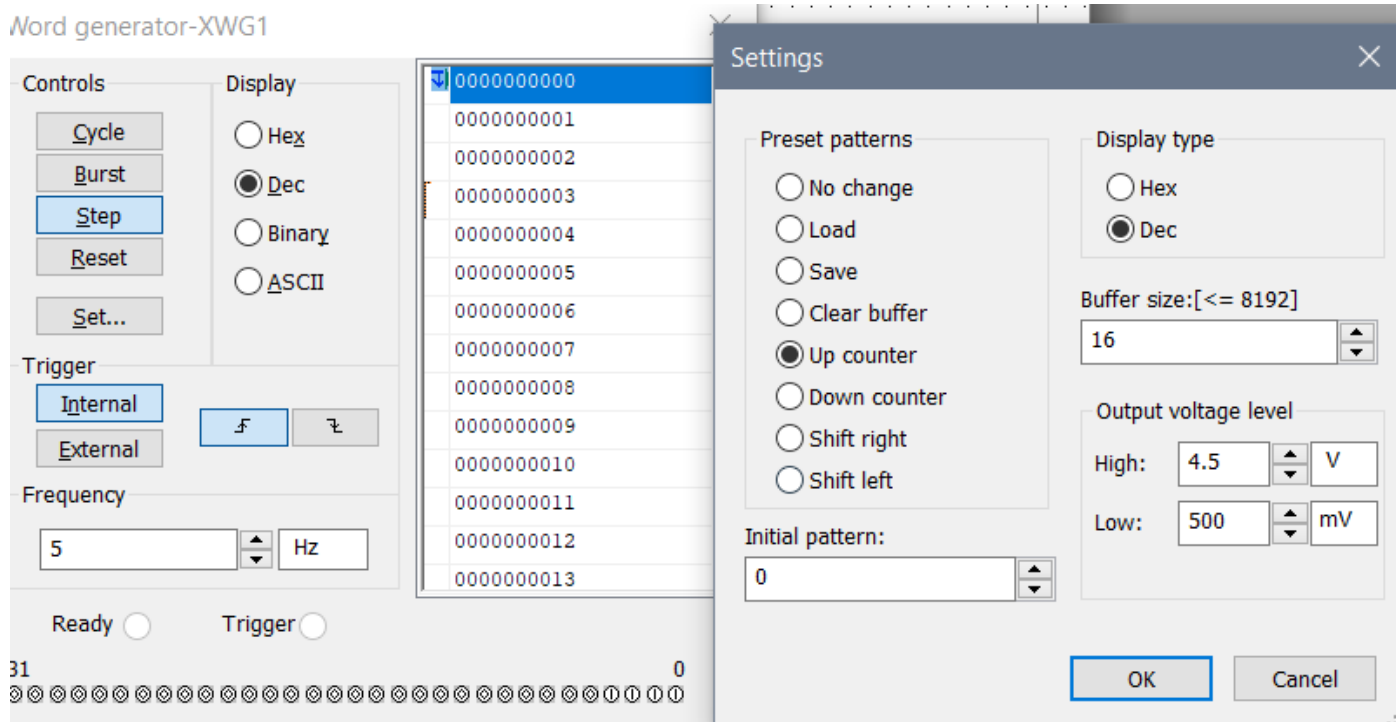 Word generator-XWG1
Controls
Cycle
Burst
Step
Reset
Set...
Display
Hex
Dec
Binary
ASCII
Trigger
Internal
External
Frequency
5
Hz
Ready
Trigger
31
0
0000000000
0000000001
0000000002
0000000003
0000000004
0000000005
0000000006
0000000007
0000000008
0000000009
0000000010
0000000011
0000000012
0000000013
Settings
Preset patterns
No change
Load
Save
Clear buffer
Up counter
Down counter
Shift right
Shift left
Initial pattern:
0
Display type
Hex
Dec
Buffer size:[<= 8192]
16
Output voltage level
High:
4.5
V
Low:
500
mV
OK
Cancel